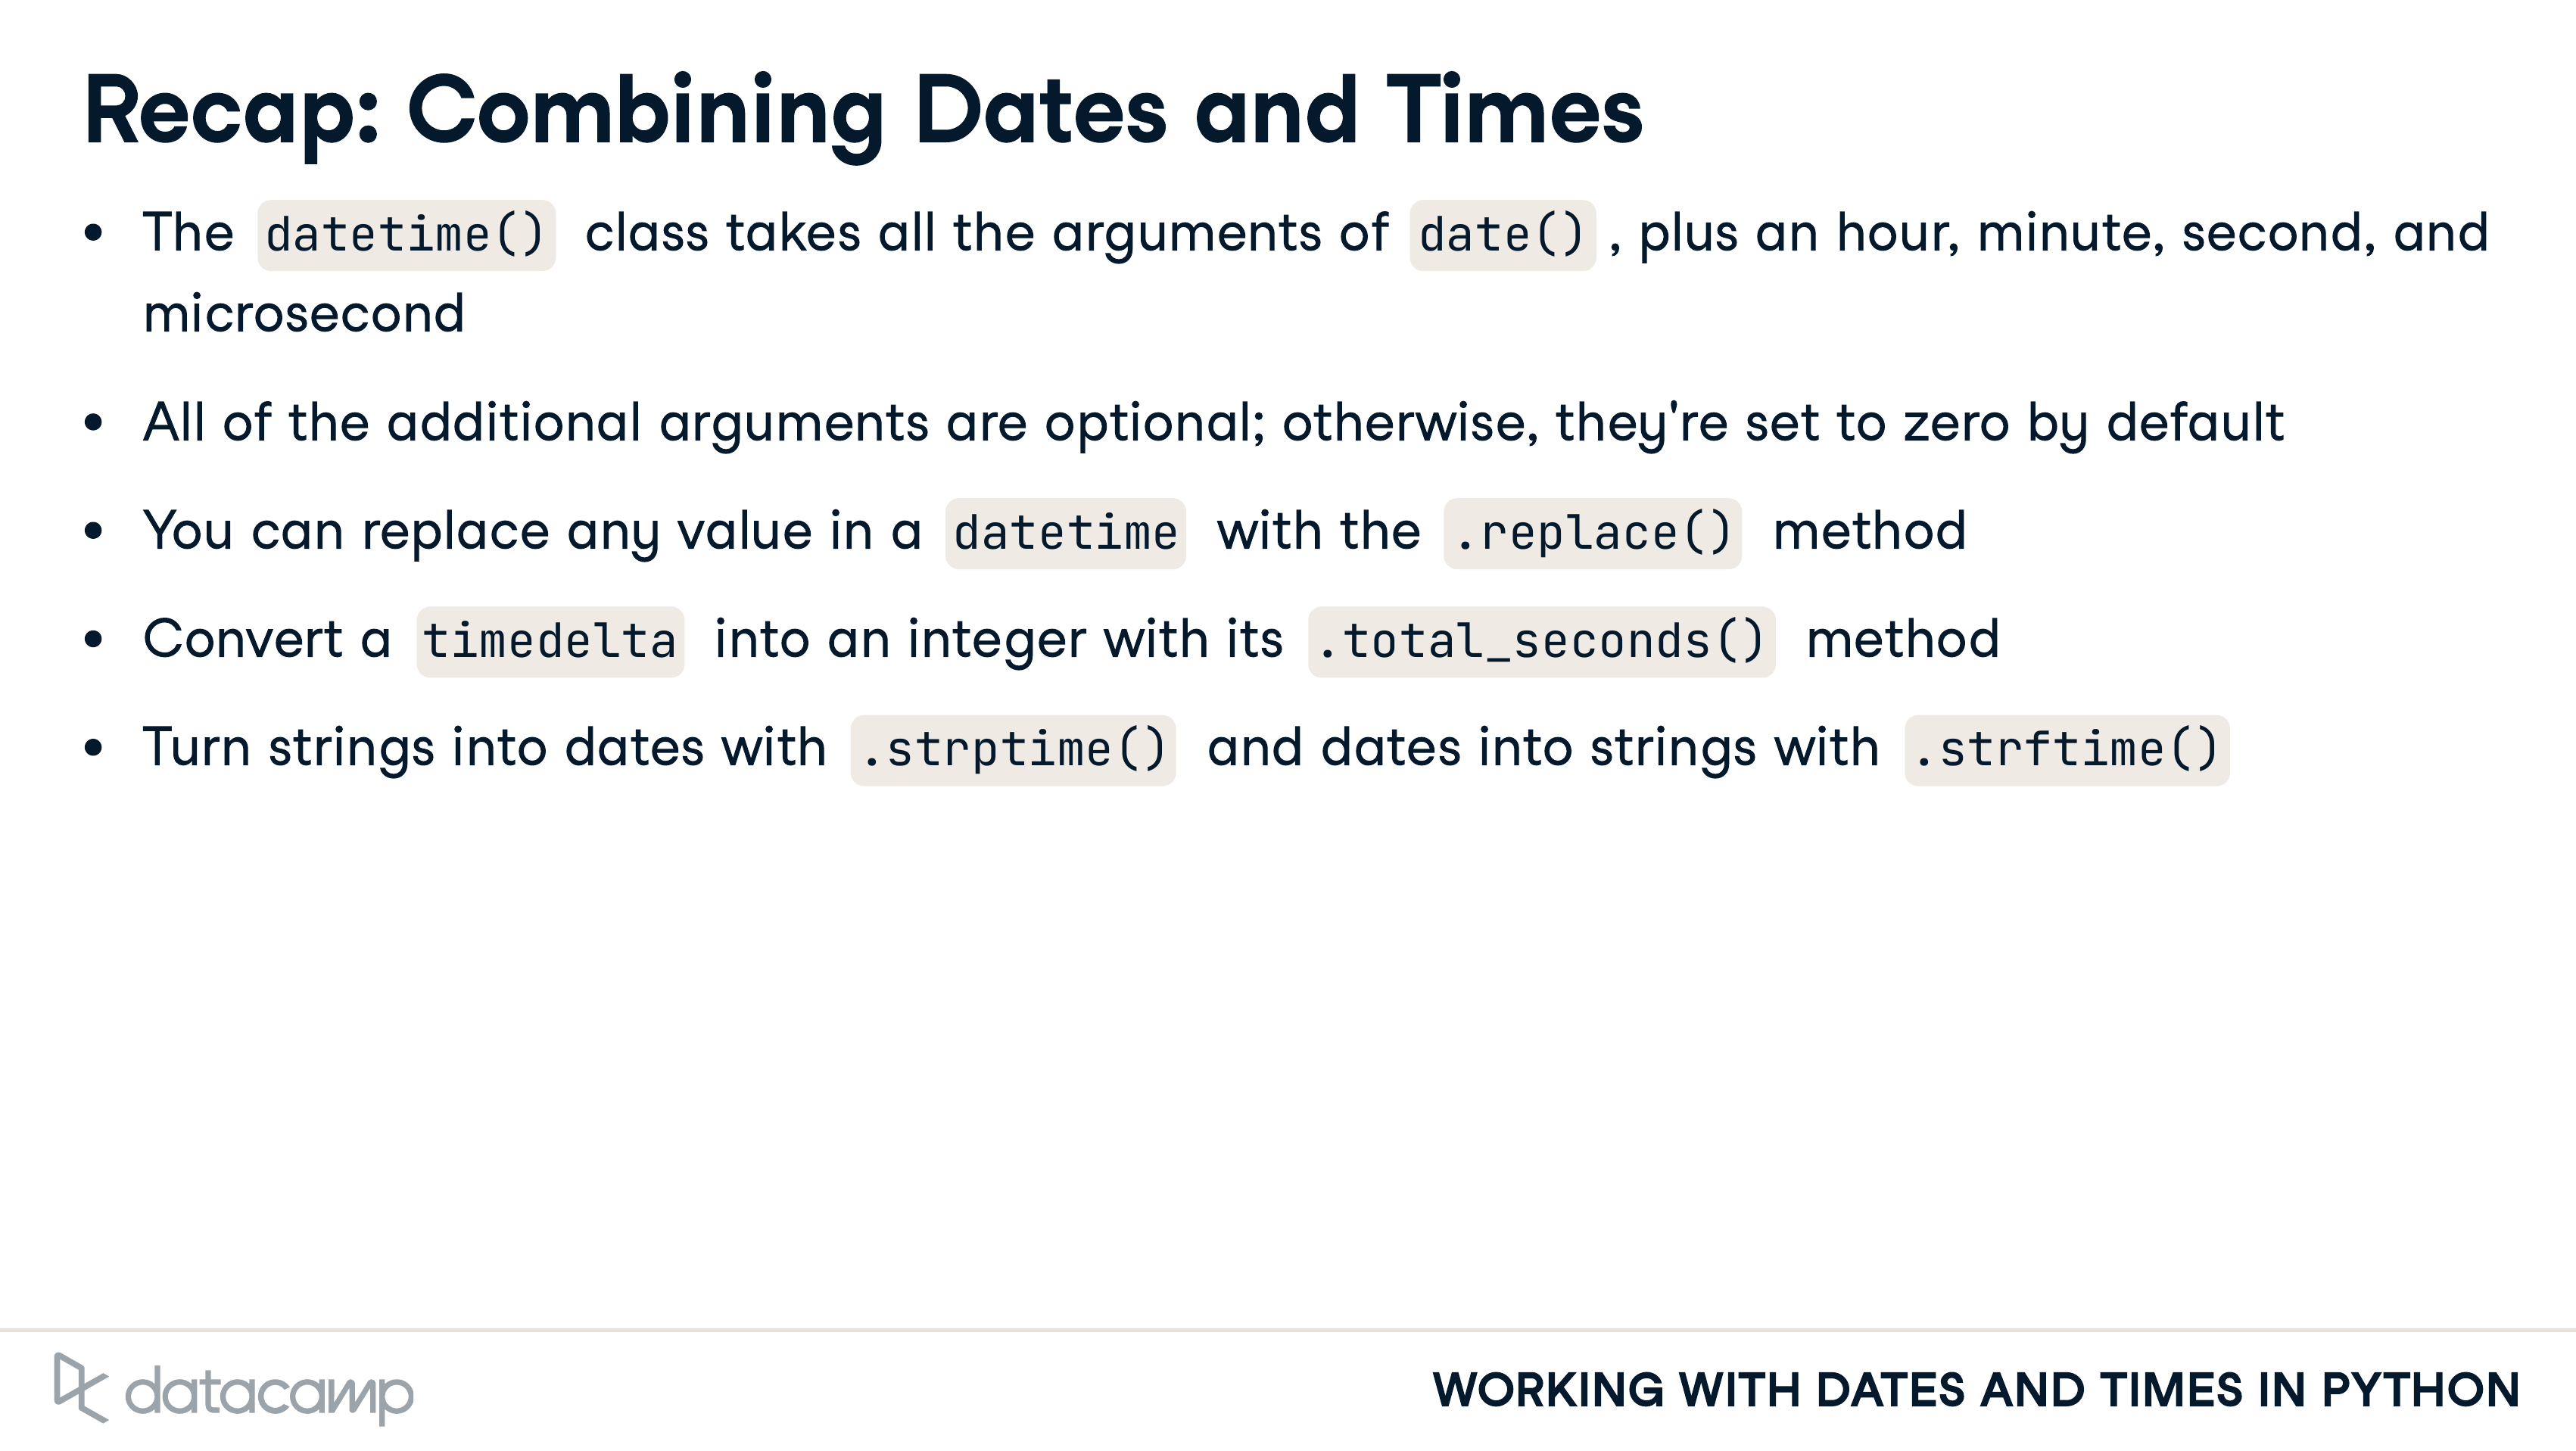 Recap: Combining Dates and Times
• The datetime() class takes all the arguments of date() , plus an hour, minute, second, and
microsecond
• All of the additional arguments are optional; otherwise, they're set to zero by default
• You can replace any value in a datetime with the .replace() method
• Convert a timedelta into an integer with its .total_seconds() method
• Turn strings into dates with .strptime() and dates into strings with .strftime()
datacamp
WORKING WITH DATES AND TIMES IN PYTHON